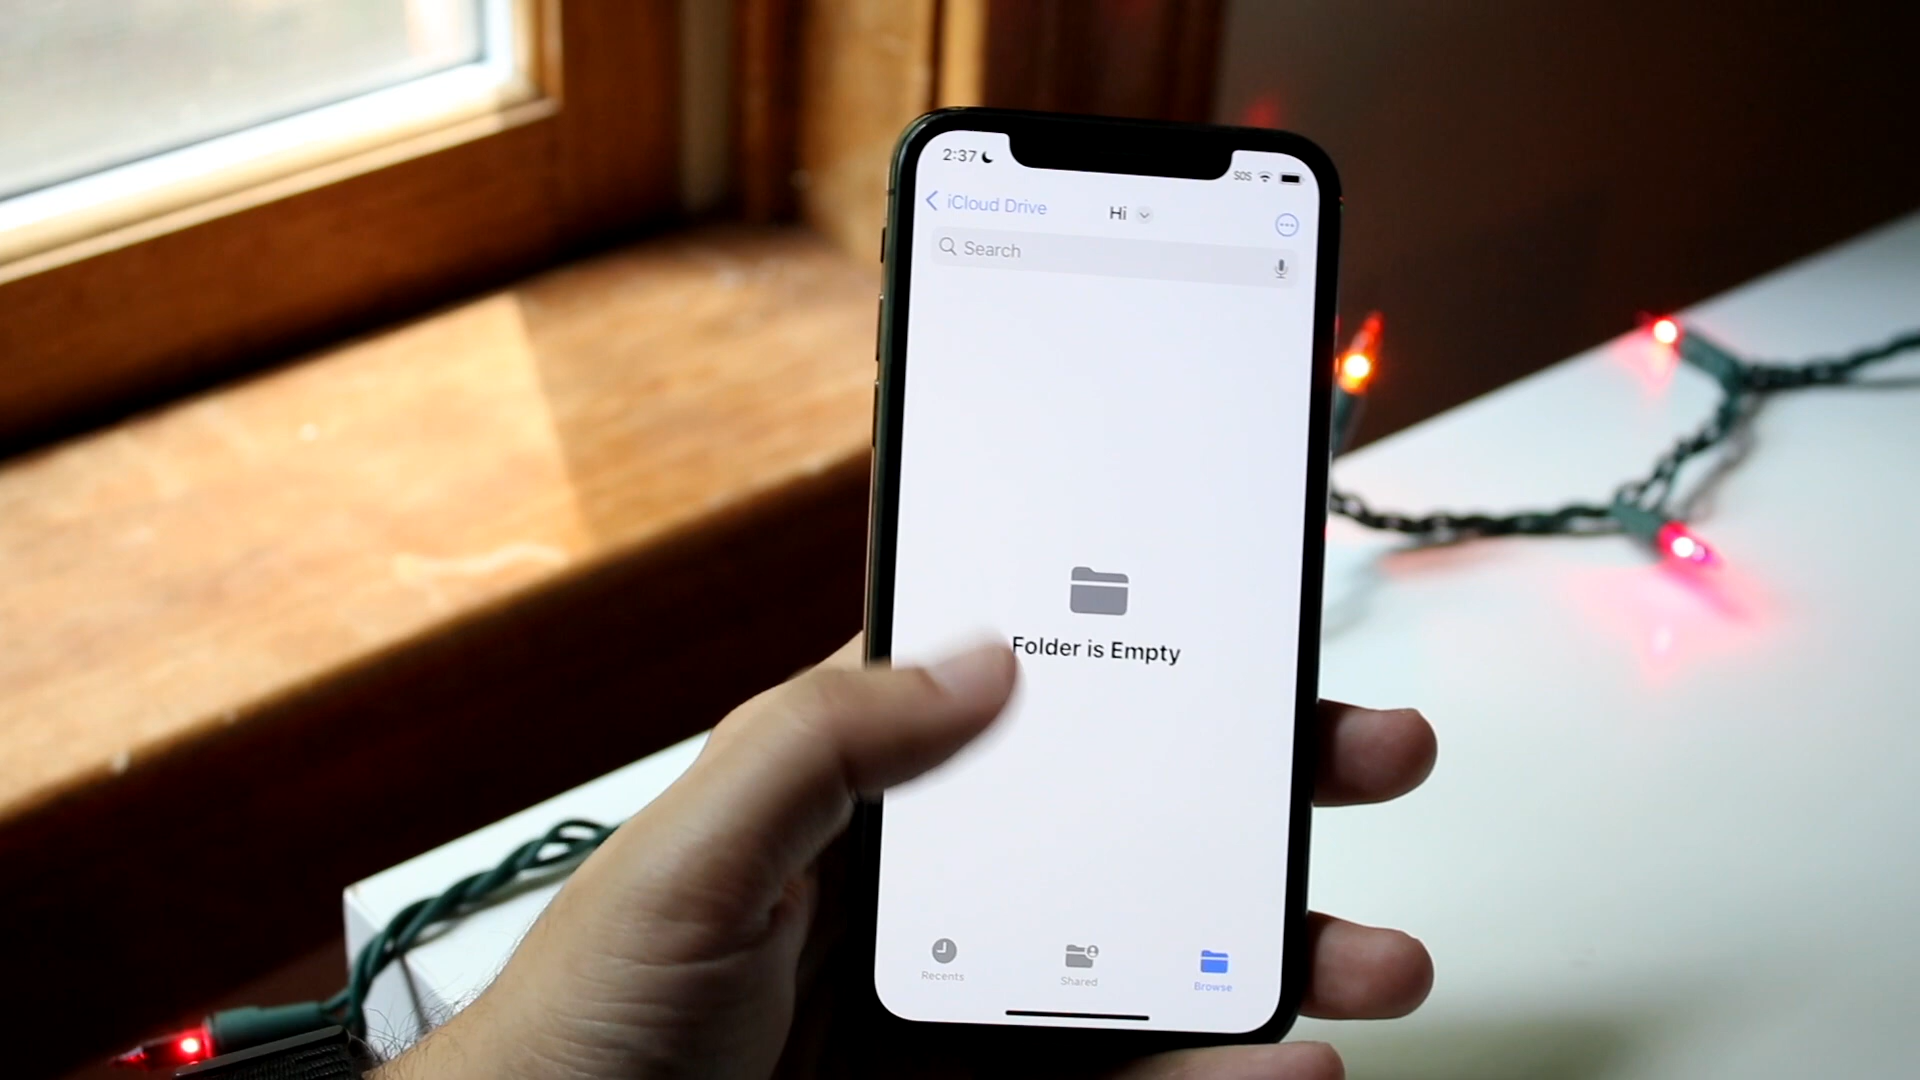 2:37
SOS
iCloud Drive
Hi
Search
Folder is Empty
Recents
Shared
Browse